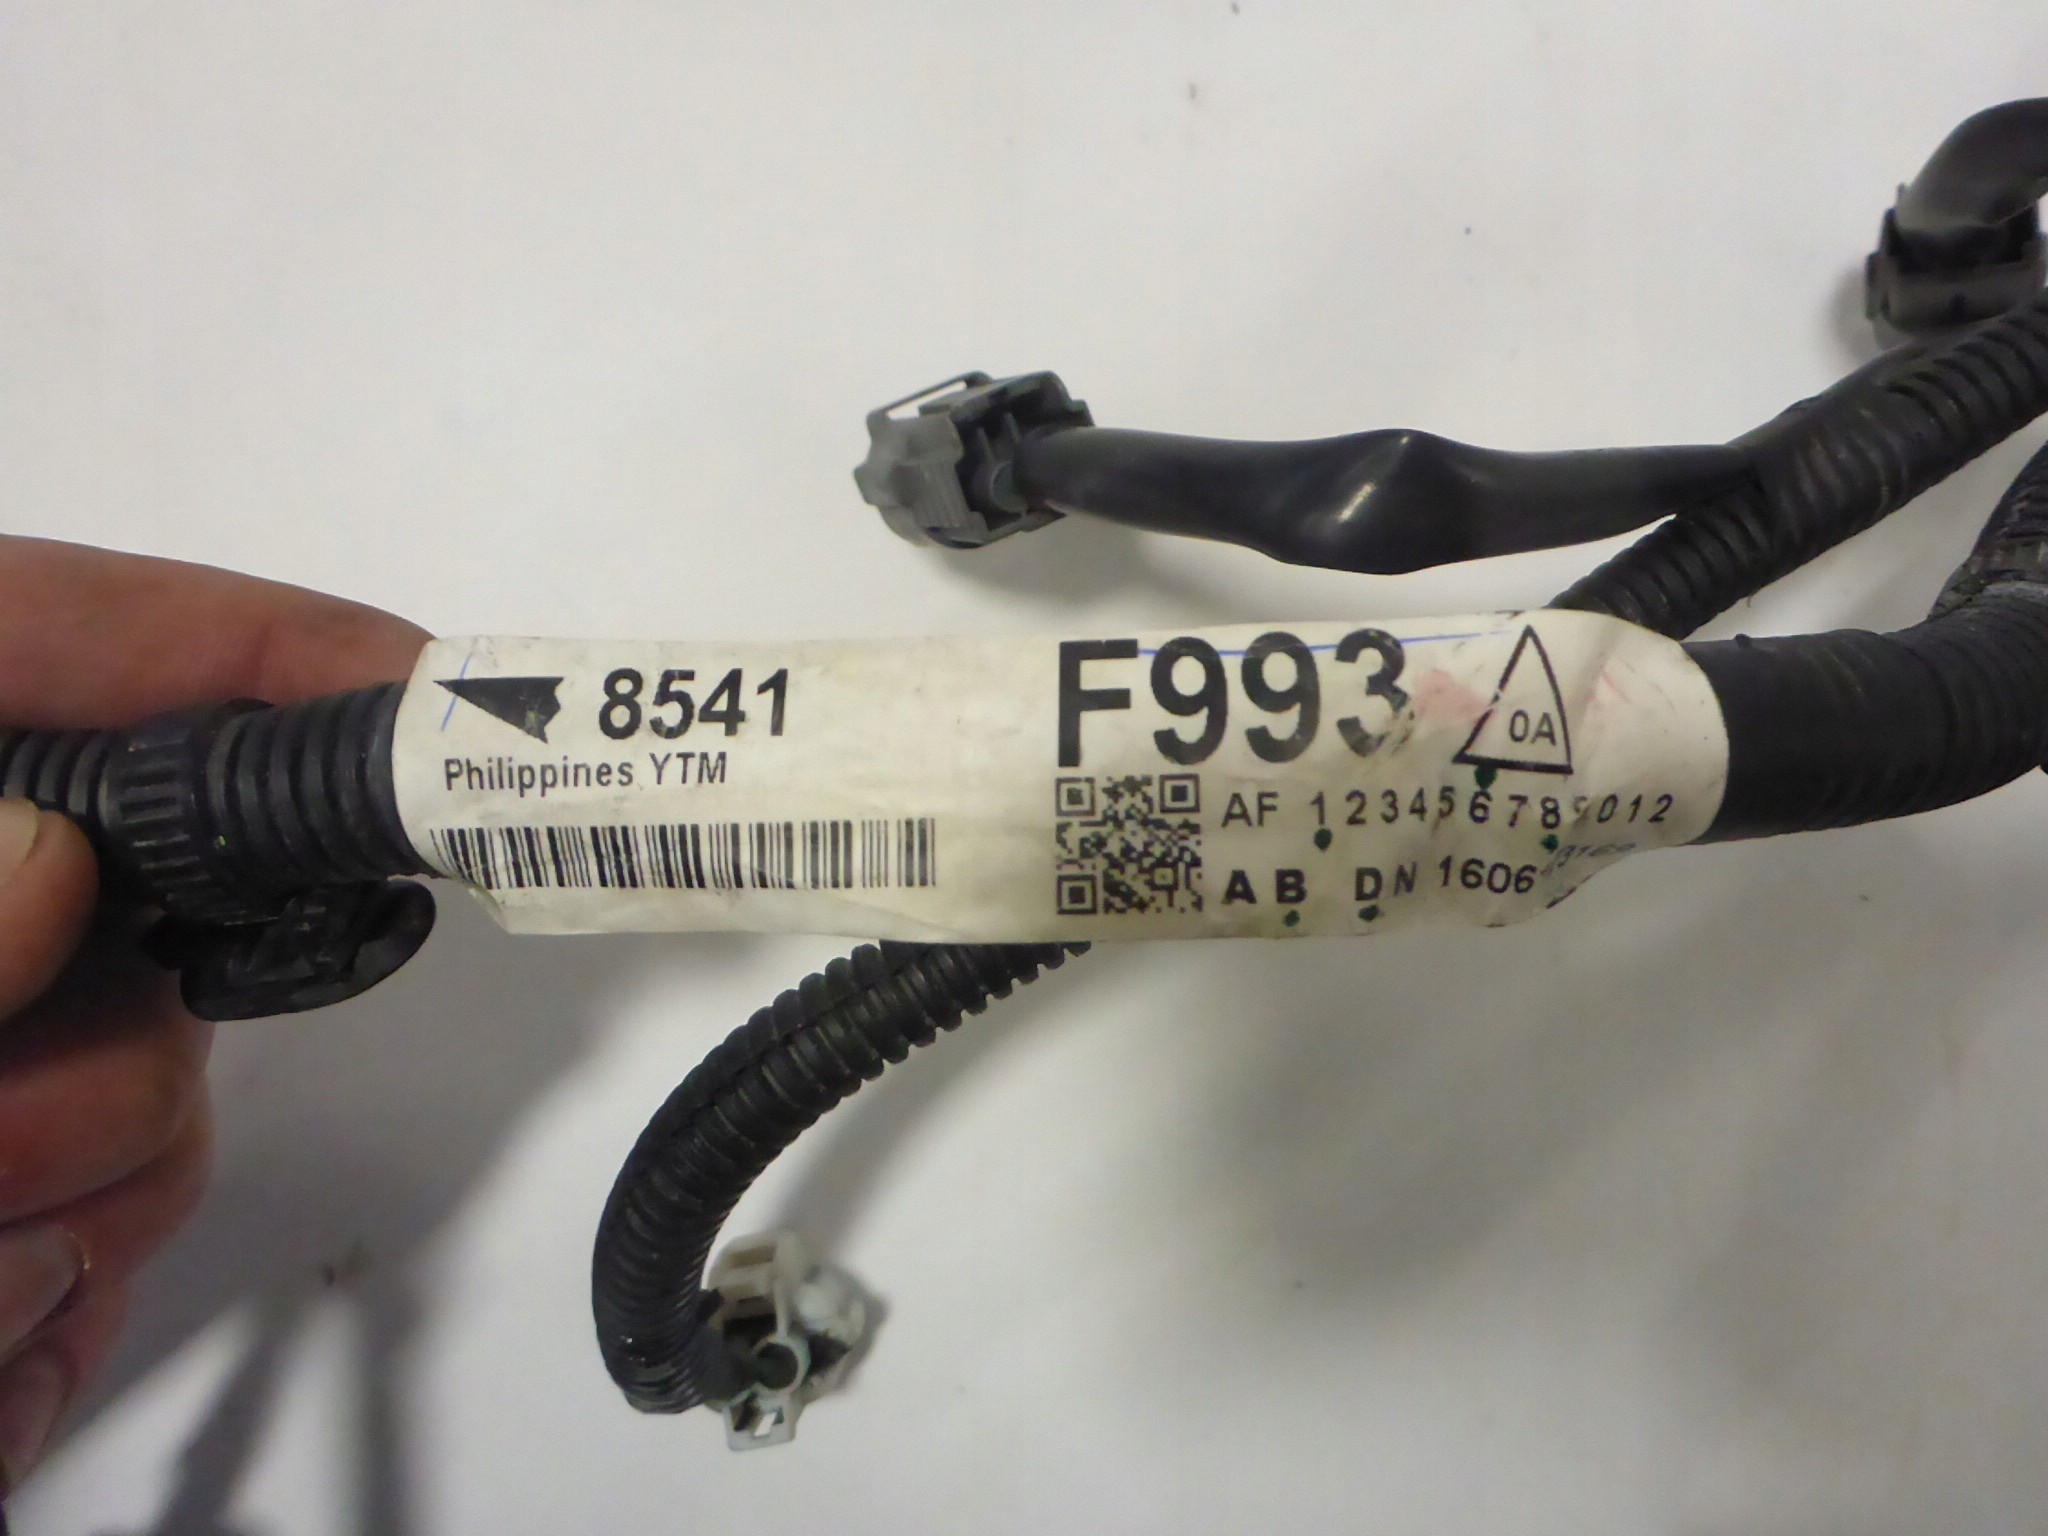 8541
Philippines YTM
F993
0A
AF 123456789012
AB DN 1606